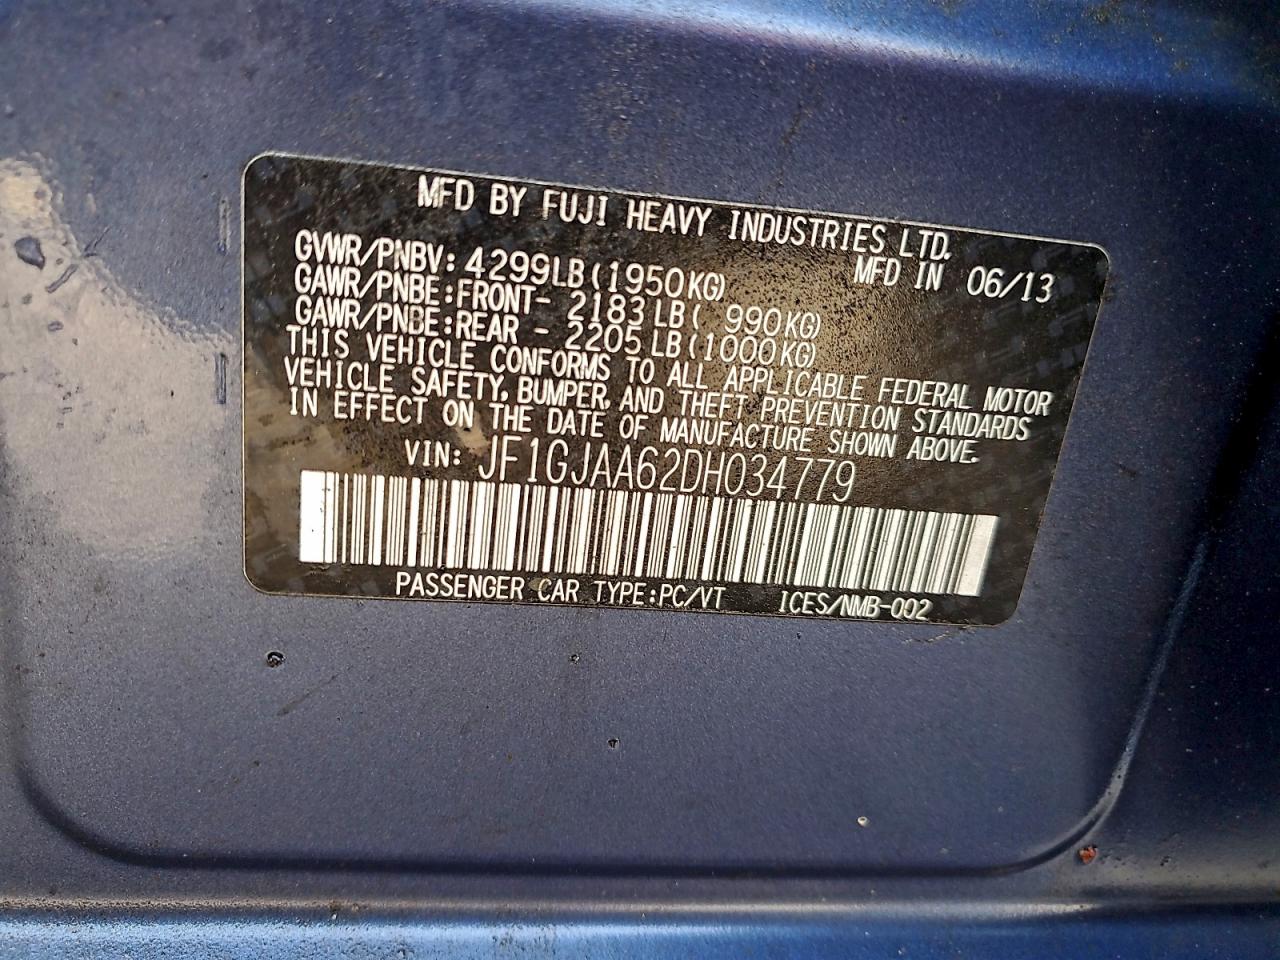 MFD BY FUJI HEAVY INDUSTRIES LTD.
MFD IN 06/13
GVWR/PNBV: 4299LB (1950KG)
GAWR/PNBE:FRONT- 2183LB ( 990KG)
GAWR/PNBE:REAR - 2205LB (1000KG)
THIS VEHICLE CONFORMS TO ALL APPLICABLE FEDERAL MOTOR
VEHICLE SAFETY, BUMPER, AND THEFT PREVENTION STANDARDS
IN EFFECT ON THE DATE OF MANUFACTURE SHOWN ABOVE.
VIN: JF1GJAA62DH034779
PASSENGER CAR TYPE:PC/VT ICES/NMB-002